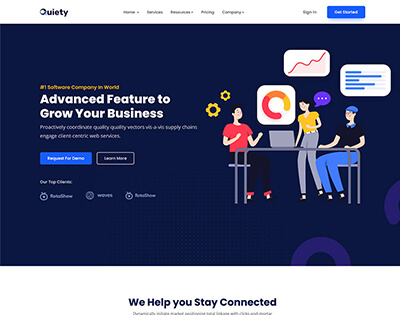 Quiety
Home
Services
Resources
Pricing
Company
Sign In
Get Started
#1 Software Company In World
Advanced Feature to
Grow Your Business
Proactively coordinate quality quality vectors vis-a-vis supply chains
engage client centric web services.
Request For Demo
Learn More
Our Top Clients:
RotaShow
WAVES
RotaShow
We Help you Stay Connected
Dynamically initiate market positioning total linkage with clicks-and-mortar